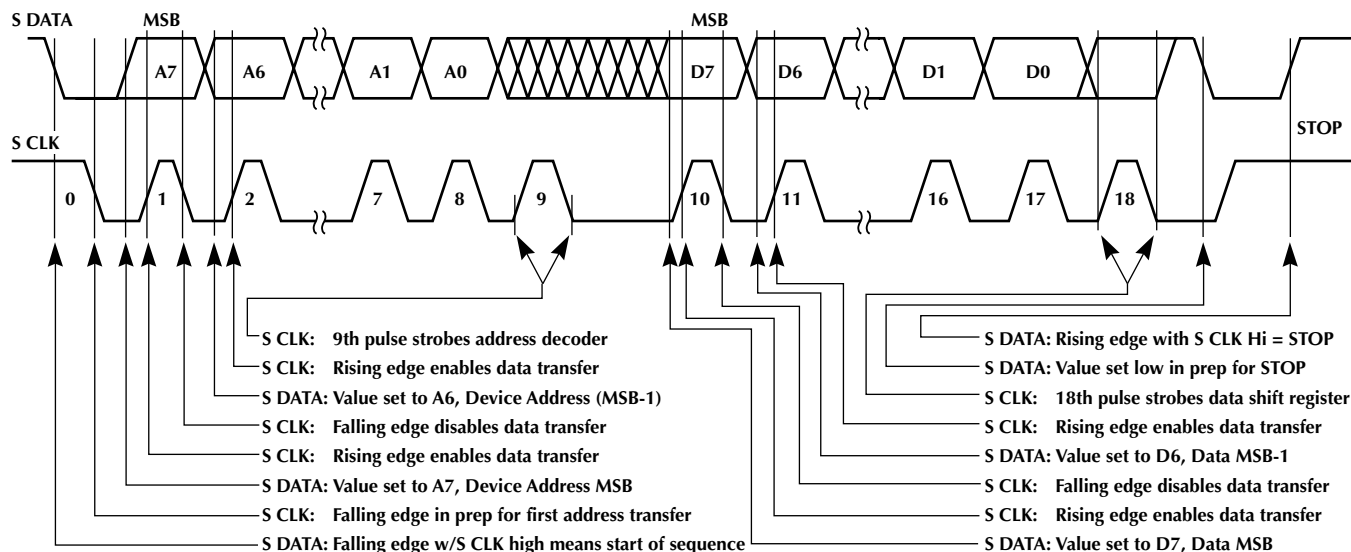 S DATA MSB MSB
A7 A6 A1 A0 D7 D6 D1 D0
S CLK STOP
0 1 2 7 8 9 10 11 16 17 18
S CLK: 9th pulse strobes address decoder
S CLK: Rising edge enables data transfer
S DATA: Value set to A6, Device Address (MSB-1)
S CLK: Falling edge disables data transfer
S CLK: Rising edge enables data transfer
S DATA: Value set to A7, Device Address MSB
S CLK: Falling edge in prep for first address transfer
S DATA: Falling edge w/S CLK high means start of sequence
S DATA: Rising edge with S CLK Hi = STOP
S DATA: Value set low in prep for STOP
S CLK: 18th pulse strobes data shift register
S CLK: Rising edge enables data transfer
S DATA: Value set to D6, Data MSB-1
S CLK: Falling edge disables data transfer
S CLK: Rising edge enables data transfer
S DATA: Value set to D7, Data MSB